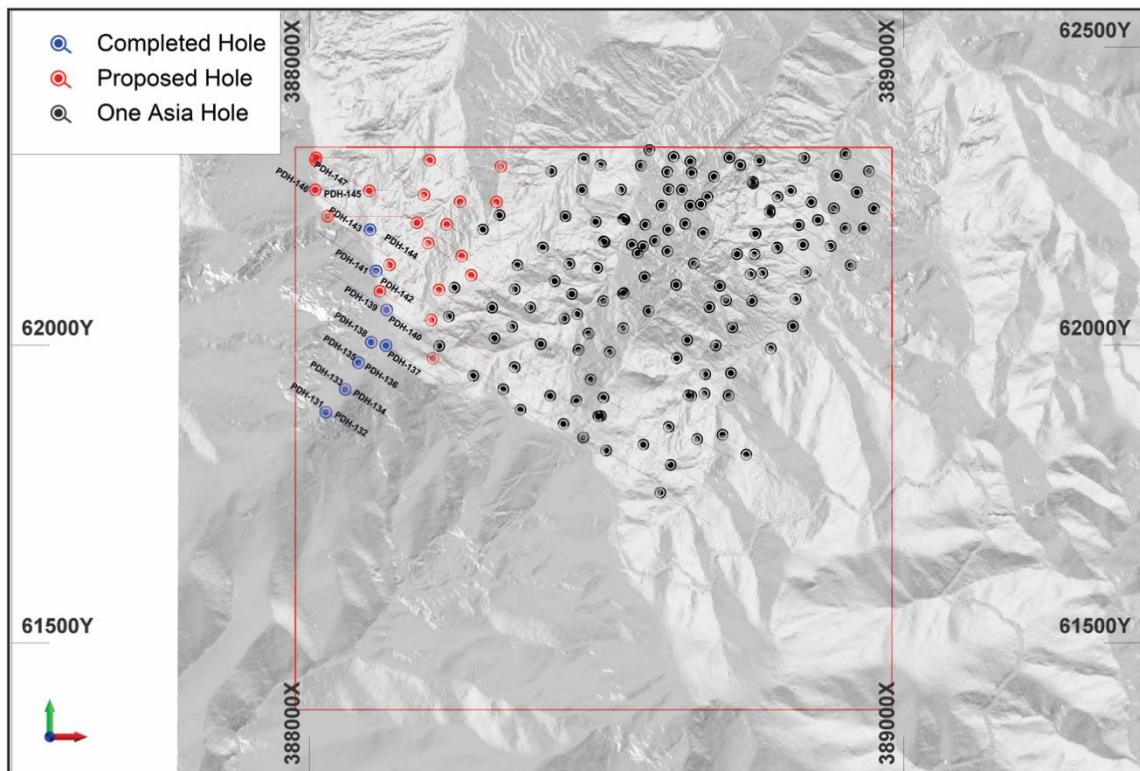 Completed Hole
Proposed Hole
One Asia Hole
388000X
389000X
62500Y
PDH-147
PDH-146
PDH-145
PDH-143
PDH-144
PDH-141
PDH-142
PDH-139
PDH-140
62000Y
62000Y
PDH-138
PDH-137
PDH-135
PDH-136
PDH-133
PDH-134
PDH-131
PDH-132
61500Y
61500Y
388000X
389000X